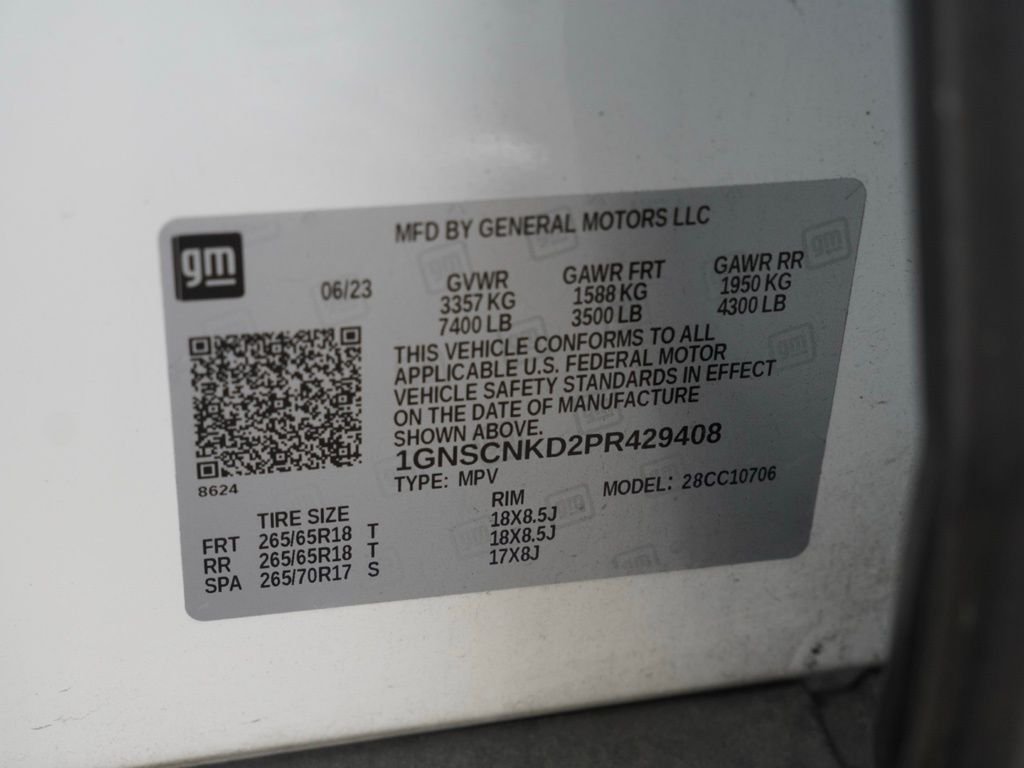 MFD BY GENERAL MOTORS LLC
gm
06/23 GVWR GAWR FRT GAWR RR
3357 KG 1588 KG 1950 KG
7400 LB 3500 LB 4300 LB
THIS VEHICLE CONFORMS TO ALL
APPLICABLE U.S. FEDERAL MOTOR
VEHICLE SAFETY STANDARDS IN EFFECT
ON THE DATE OF MANUFACTURE
SHOWN ABOVE.
1GNSCNKD2PR429408
8624
TYPE: MPV MODEL: 28CC10706
TIRE SIZE RIM
FRT 265/65R18 T 18X8.5J
RR 265/65R18 T 18X8.5J
SPA 265/70R17 S 17X8J